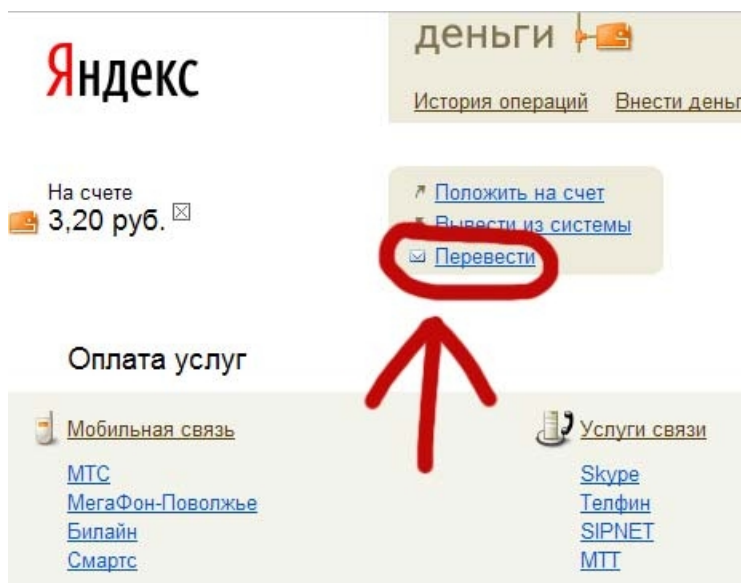 деньги
Яндекс
История операций Внести деньг
На счете
3,20 руб.
Положить на счет
Вывести из системы
Перевести
Оплата услуг
Мобильная связь
МТС
МегаФон-Поволжье
Билайн
Смартс
Услуги связи
Skype
Телфин
SIPNET
МТТ